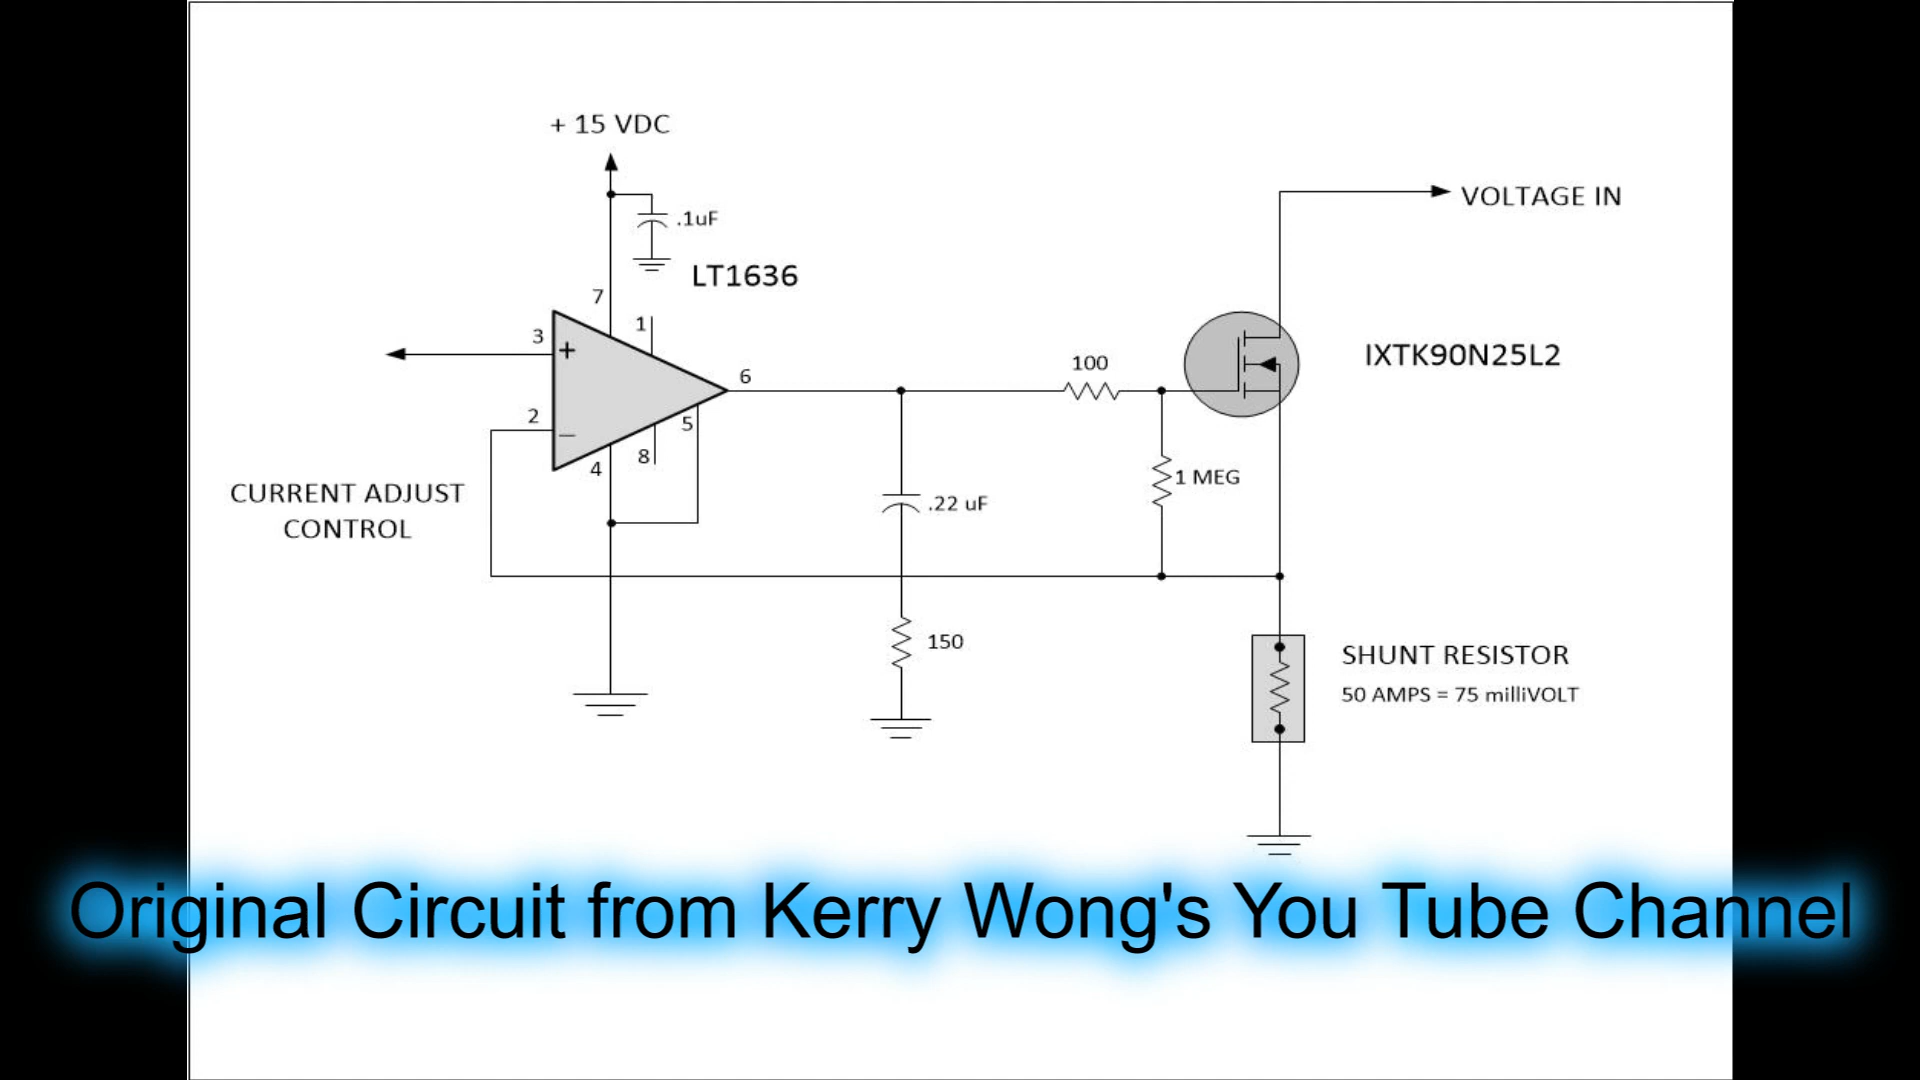 + 15 VDC
.1uF
LT1636
7
1
3
+
6
2
–
5
4
8
CURRENT ADJUST
CONTROL
.22 uF
150
100
1 MEG
VOLTAGE IN
IXTK90N25L2
SHUNT RESISTOR
50 AMPS = 75 milliVOLT
Original Circuit from Kerry Wong's You Tube Channel